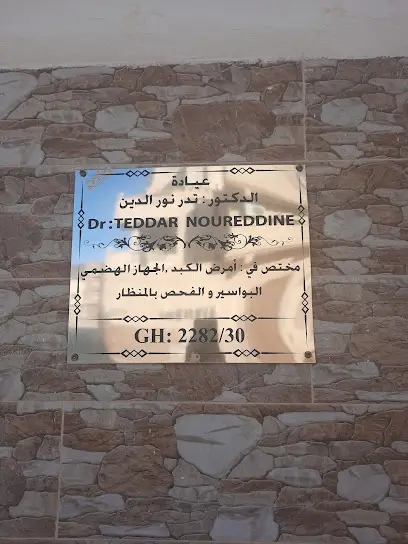 عيادة
الدكتور: تدر نور الدين
Dr:TEDDAR NOUREDDINE
مختص في: أمرض الكبد ,الجهاز الهضمي
البواسير و الفحص بالمنظار
GH: 2282/30